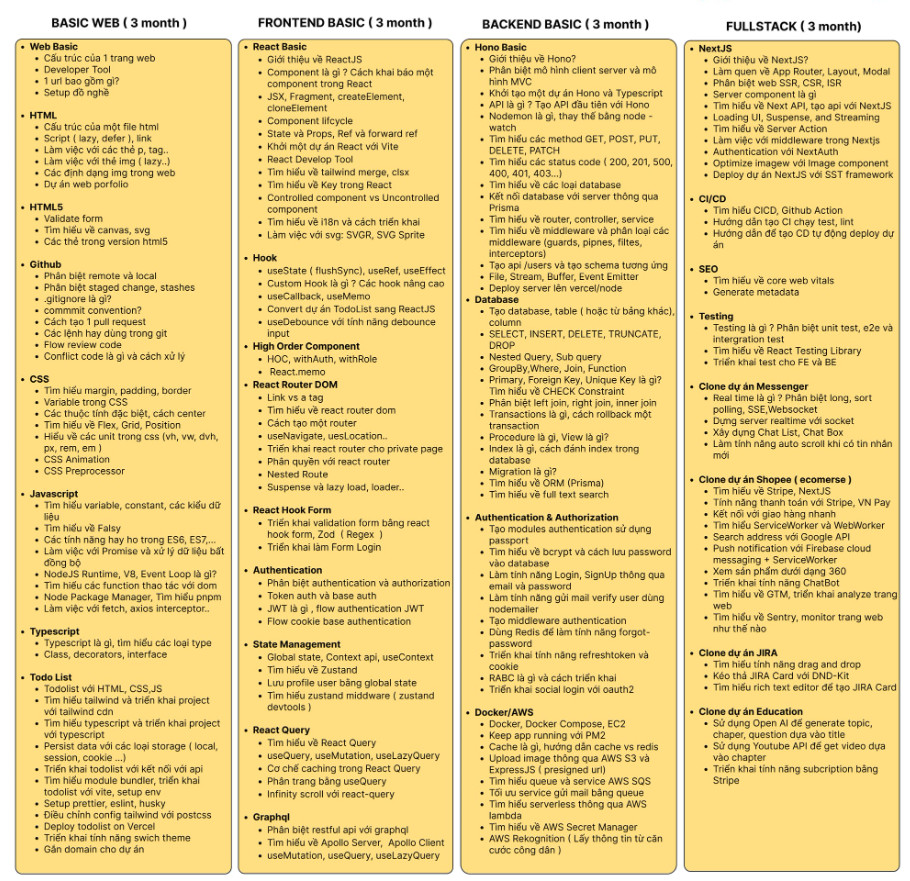 BASIC WEB ( 3 month )
Web Basic
Cấu trúc của 1 trang web
Developer Tool
1 url bao gồm gì?
Setup đồ nghề
HTML
Cấu trúc của một file html
Script ( lazy, defer ), link
Làm việc với các thẻ p, tag..
Làm việc với thẻ img ( lazy..)
Các định dạng img trong web
Dự án web porfolio
HTML5
Validate form
Tìm hiểu về canvas, svg
Các thẻ trong version html5
Github
Phân biệt remote và local
Phân biệt staged change, stashes
.gitignore là gì?
commmit convention?
Cách tạo 1 pull request
Các lệnh hay dùng trong git
Flow review code
Conflict code là gì và cách xử lý
CSS
Tìm hiểu margin, padding, border
Variable trong CSS
Các thuộc tính đặc biệt, cách center
Tìm hiểu về Flex, Grid, Position
Hiểu về các unit trong css (vh, vw, dvh,
px, rem, em )
CSS Animation
CSS Preprocessor
Javascript
Tìm hiểu variable, constant, các kiểu dữ
liệu
Tìm hiểu về Falsy
Các tính năng hay ho trong ES6, ES7,...
Làm việc với Promise và xử lý dữ liệu bất
đồng bộ
NodeJS Runtime, V8, Event Loop là gì?
Tìm hiểu các function thao tác với dom
Node Package Manager, Tìm hiểu pnpm
Làm việc với fetch, axios interceptor..
Typescript
Typescript là gì, tìm hiểu các loại type
Class, decorators, interface
Todo List
Todolist với HTML, CSS,JS
Tìm hiểu tailwind và triển khai project
với tailwind cdn
Tìm hiểu typescript và triển khai project
với typescript
Persist data với các loại storage ( local,
session, cookie ...)
Triển khai todolist với kết nối với api
Tìm hiểu module bundler, triển khai
todolist với vite, setup env
Setup prettier, eslint, husky
Điều chỉnh config tailwind với postcss
Deploy todolist on Vercel
Triển khai tính năng swich theme
Gắn domain cho dự án
FRONTEND BASIC ( 3 month )
React Basic
Giới thiệu về ReactJS
Component là gì ? Cách khai báo một
component trong React
JSX, Fragment, createElement,
cloneElement
Component lifcycle
State và Props, Ref và forward ref
Khởi một dự án React với Vite
React Develop Tool
Tìm hiểu về tailwind merge, clsx
Tìm hiểu về Key trong React
Controlled component vs Uncontrolled
component
Tìm hiểu về i18n và cách triển khai
Làm việc với svg: SVGR, SVG Sprite
Hook
useState ( flushSync), useRef, useEffect
Custom Hook là gì ? Các hook nâng cao
useCallback, useMemo
Convert dự án TodoList sang ReactJS
useDebounce với tính năng debounce
input
High Order Component
HOC, withAuth, withRole
React.memo
React Router DOM
Link vs a tag
Tìm hiểu về react router dom
Cách tạo một router
useNavigate, uesLocation..
Triển khai react router cho private page
Phân quyền với react router
Nested Route
Suspense và lazy load, loader..
React Hook Form
Triển khai validation form bằng react
hook form, Zod ( Regex )
Triển khai làm Form Login
Authentication
Phân biệt authentication và authorization
Token auth và base auth
JWT là gì , flow authentication JWT
Flow cookie base authentication
State Management
Global state, Context api, useContext
Tìm hiểu về Zustand
Lưu profile user bằng global state
Tìm hiểu zustand middware ( zustand
devtools )
React Query
Tìm hiểu về React Query
useQuery, useMutation, useLazyQuery
Cơ chế caching trong React Query
Phân trang bằng useQuery
Infinity scroll với react-query
Graphql
Phân biệt restful api với graphql
Tìm hiểu về Apollo Server, Apollo Client
useMutation, useQuery, useLazyQuery
BACKEND BASIC ( 3 month )
Hono Basic
Giới thiệu về Hono?
Phân biệt mô hình client server và mô
hình MVC
Khởi tạo một dự án Hono và Typescript
API là gì ? Tạo API đầu tiên với Hono
Nodemon là gì, thay thế bằng node -
watch
Tìm hiểu các method GET, POST, PUT,
DELETE, PATCH
Tìm hiểu các status code ( 200, 201, 500,
400, 401, 403...)
Tìm hiểu về các loại database
Kết nối database với server thông qua
Prisma
Tìm hiểu về router, controller, service
Tìm hiểu về middleware và phân loại các
middleware (guards, pipnes, filtes,
interceptors)
Tạo api /users và tạo schema tương ứng
File, Stream, Buffer, Event Emitter
Deploy server lên vercel/node
Database
Tạo database, table ( hoặc từ bảng khác),
column
SELECT, INSERT, DELETE, TRUNCATE,
DROP
Nested Query, Sub query
GroupBy,Where, Join, Function
Primary, Foreign Key, Unique Key là gì?
Tìm hiểu về CHECK Constraint
Phân biệt left join, right join, inner join
Transactions là gì, cách rollback một
transaction
Procedure là gì, View là gì?
Index là gì, cách đánh index trong
database
Migration là gì?
Tìm hiểu về ORM (Prisma)
Tìm hiểu về full text search
Authentication & Authorization
Tạo modules authentication sử dụng
passport
Tìm hiểu về bcrypt và cách lưu password
vào database
Làm tính năng Login, SignUp thông qua
email và password
Làm tính năng gửi mail verify user dùng
nodemailer
Tạo middleware authentication
Dùng Redis để làm tính năng forgot-
password
Triển khai tính năng refreshtoken và
cookie
RABC là gì và cách triển khai
Triển khai social login với oauth2
Docker/AWS
Docker, Docker Compose, EC2
Keep app running với PM2
Cache là gì, hướng dẫn cache vs redis
Upload image thông qua AWS S3 và
ExpressJS ( presigned url)
Tìm hiểu queue và service AWS SQS
Tối ưu service gửi mail bằng queue
Tìm hiểu serverless thông qua AWS
lambda
Tìm hiểu về AWS Secret Manager
AWS Rekognition ( Lấy thông tin từ căn
cước công dân )
FULLSTACK ( 3 month)
NextJS
Giới thiệu về NextJS?
Làm quen về App Router, Layout, Modal
Phân biệt web SSR, CSR, ISR
Server component là gì
Tìm hiểu về Next API, tạo api với NextJS
Loading UI, Suspense, and Streaming
Tìm hiểu về Server Action
Làm việc với middleware trong Nextjs
Authentication với NextAuth
Optimize imagew với Image component
Deploy dự án NextJS với SST framework
CI/CD
Tìm hiểu CICD, Github Action
Hướng dẫn tạo CI chạy test, lint
Hướng dẫn để tạo CD tự động deploy dự
án
SEO
Tìm hiểu về core web vitals
Generate metadata
Testing
Testing là gì ? Phân biệt unit test, e2e và
intergration test
Tìm hiểu về React Testing Library
Triển khai test cho FE và BE
Clone dự án Messenger
Real time là gì ? Phân biệt long, sort
polling, SSE,Websocket
Dựng server realtime với socket
Xây dựng Chat List, Chat Box
Làm tính năng auto scroll khi có tin nhắn
mới
Clone dự án Shopee ( ecomerse )
Tìm hiểu về Stripe, NextJS
Tính năng thanh toán với Stripe, VN Pay
Kết nối với giao hàng nhanh
Tìm hiểu ServiceWorker và WebWorker
Search address với Google API
Push notification với Firebase cloud
messaging + ServiceWorker
Xem sản phẩm dưới dạng 360
Triển khai tính năng ChatBot
Tìm hiểu về GTM, triển khai analyze trang
web
Tìm hiểu về Sentry, monitor trang web
như thế nào
Clone dự án JIRA
Tìm hiểu tính năng drag and drop
Kéo thả JIRA Card với DND-Kit
Tìm hiểu rich text editor để tạo JIRA Card
Clone dự án Education
Sử dụng Open AI để generate topic,
chaper, question dựa vào title
Sử dụng Youtube API để get video dựa
vào chapter
Triển khai tính năng subcription bằng
Stripe